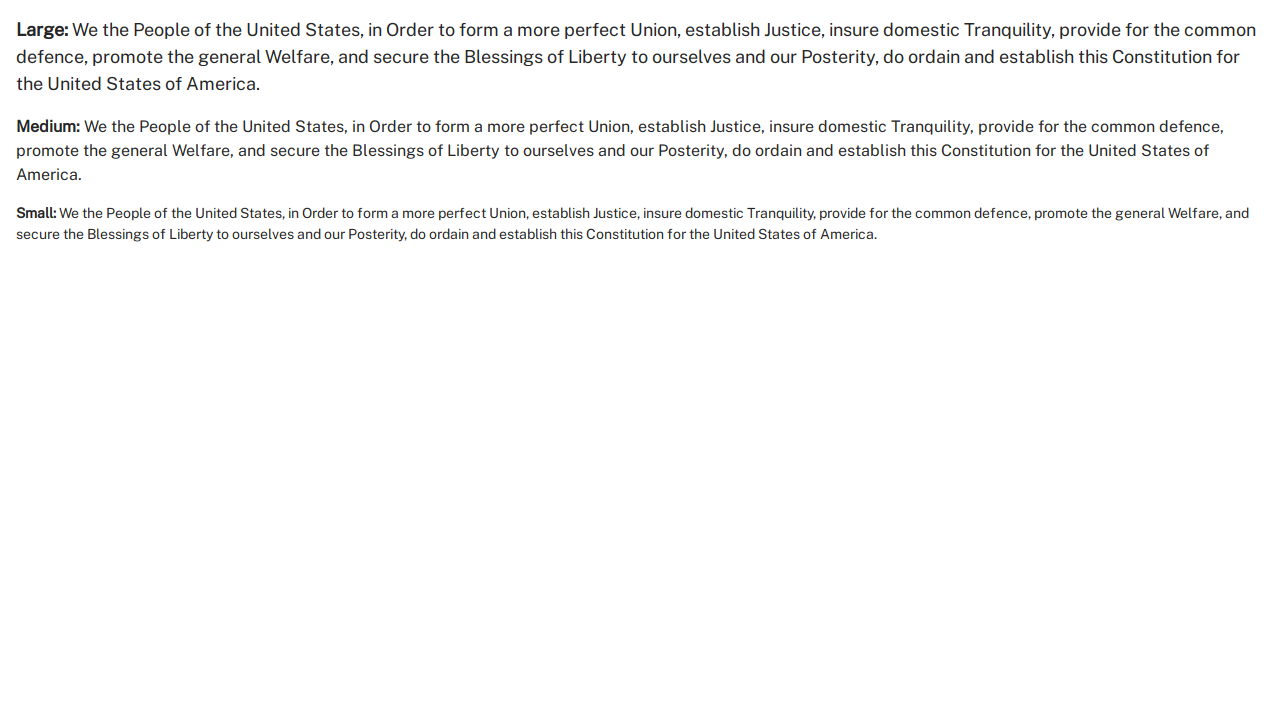 Large: We the People of the United States, in Order to form a more perfect Union, establish Justice, insure domestic Tranquility, provide for the common
defence, promote the general Welfare, and secure the Blessings of Liberty to ourselves and our Posterity, do ordain and establish this Constitution for
the United States of America.
Medium: We the People of the United States, in Order to form a more perfect Union, establish Justice, insure domestic Tranquility, provide for the common defence,
promote the general Welfare, and secure the Blessings of Liberty to ourselves and our Posterity, do ordain and establish this Constitution for the United States of
America.
Small: We the People of the United States, in Order to form a more perfect Union, establish Justice, insure domestic Tranquility, provide for the common defence, promote the general Welfare, and
secure the Blessings of Liberty to ourselves and our Posterity, do ordain and establish this Constitution for the United States of America.